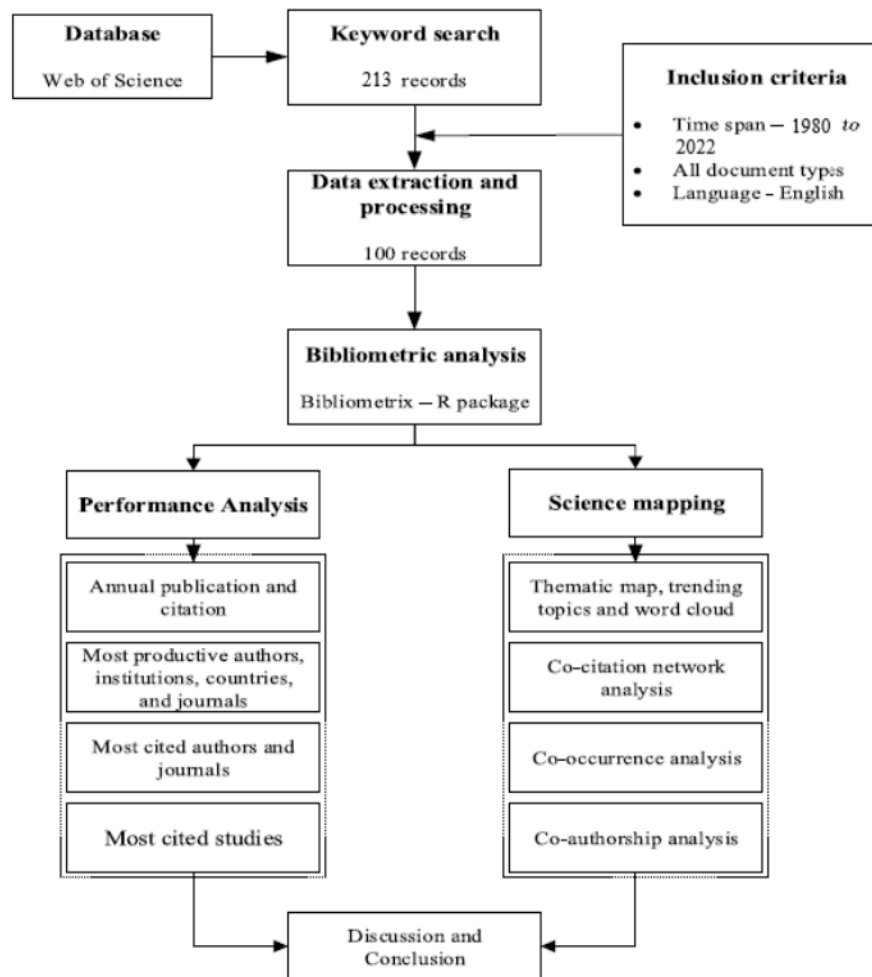 Database
Web of Science
Keyword search
213 records
Inclusion criteria
• Time span – 1980 to
2022
• All document types
• Language - English
Data extraction and
processing
100 records
Bibliometric analysis
Bibliometrix – R package
Performance Analysis
Annual publication and
citation
Most productive authors,
institutions, countries,
and journals
Most cited authors and
journals
Most cited studies
Science mapping
Thematic map, trending
topics and word cloud
Co-citation network
analysis
Co-occurrence analysis
Co-authorship analysis
Discussion and
Conclusion